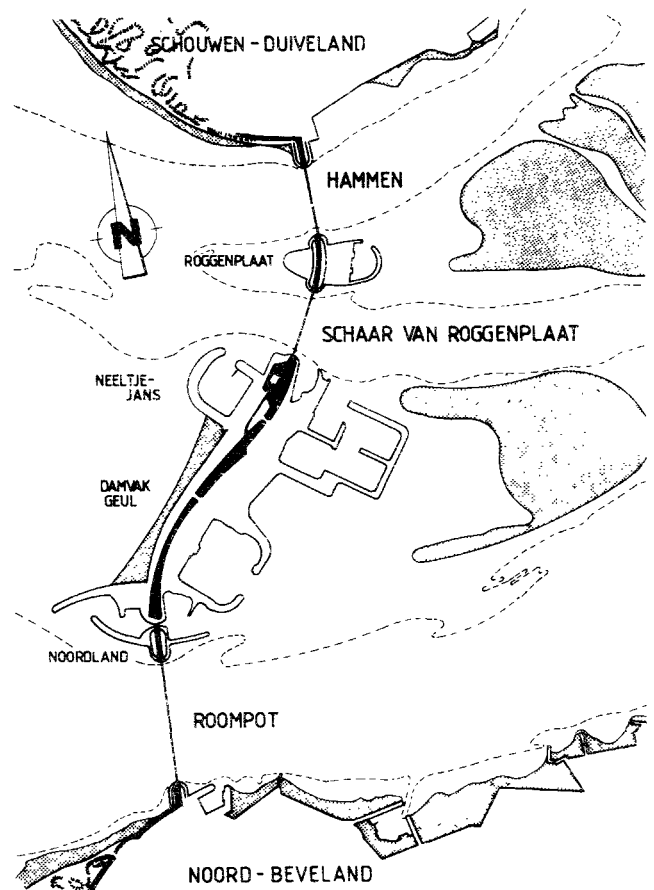 SCHOUWEN - DUIVELAND
HAMMEN
N
ROGGENPLAAT
SCHAAR VAN ROGGENPLAAT
NEELTJE-
JANS
DAMVAK
GEUL
NOORDLAND
ROOMPOT
NOORD - BEVELAND